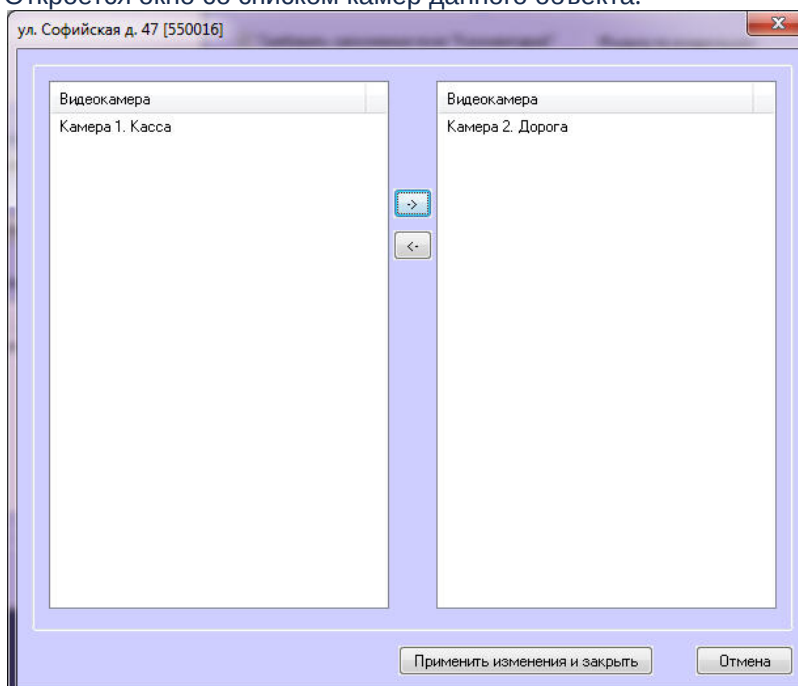 Откроется окно со списком камер данного объекта.
ул. Софийская д. 47 [550016]
Видеокамера
Камера 1. Касса
->
<-
Видеокамера
Камера 2. Дорога
Применить изменения и закрыть
Отмена